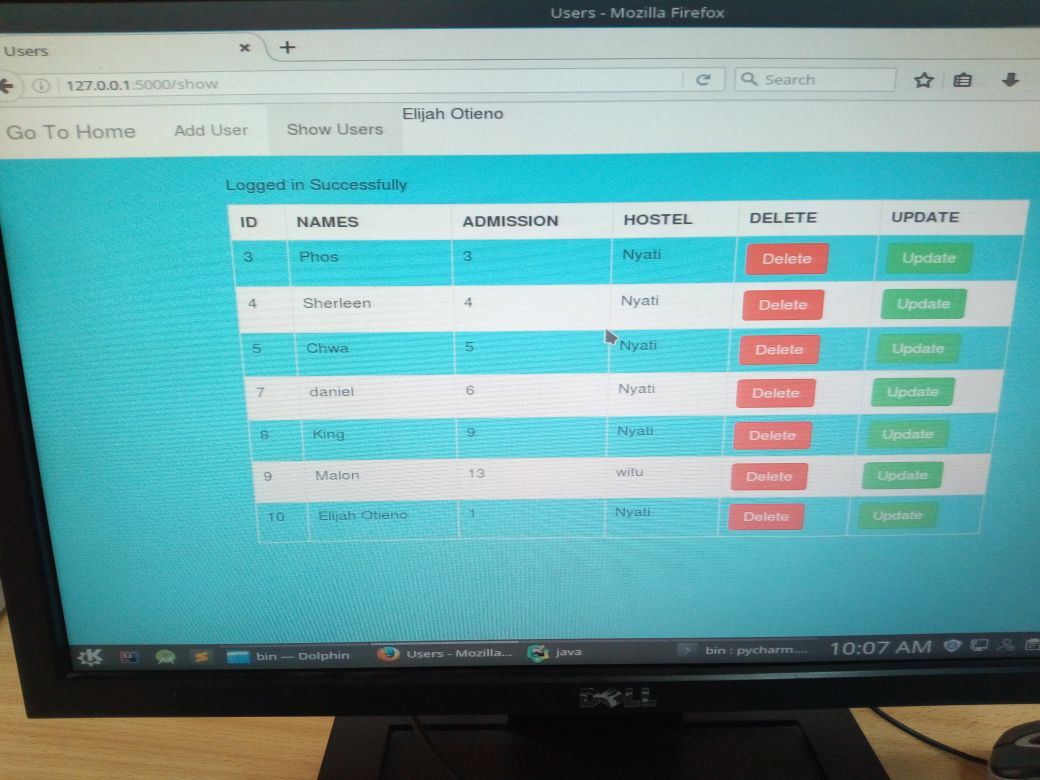 Users - Mozilla Firefox
Users × +
127.0.0.1:5000/show Search
Go To Home Add User Show Users Elijah Otieno
Logged in Successfully
ID NAMES ADMISSION HOSTEL DELETE UPDATE
3 Phos 3 Nyati Delete Update
4 Sherleen 4 Nyati Delete Update
5 Chwa 5 Nyati Delete Update
7 daniel 6 Nyati Delete Update
8 King 9 Nyati Delete Update
9 Malon 13 witu Delete Update
10 Elijah Otieno 1 Nyati Delete Update
bin — Dolphin Users - Mozilla... java bin : pycharm.... 10:07 AM
DELL